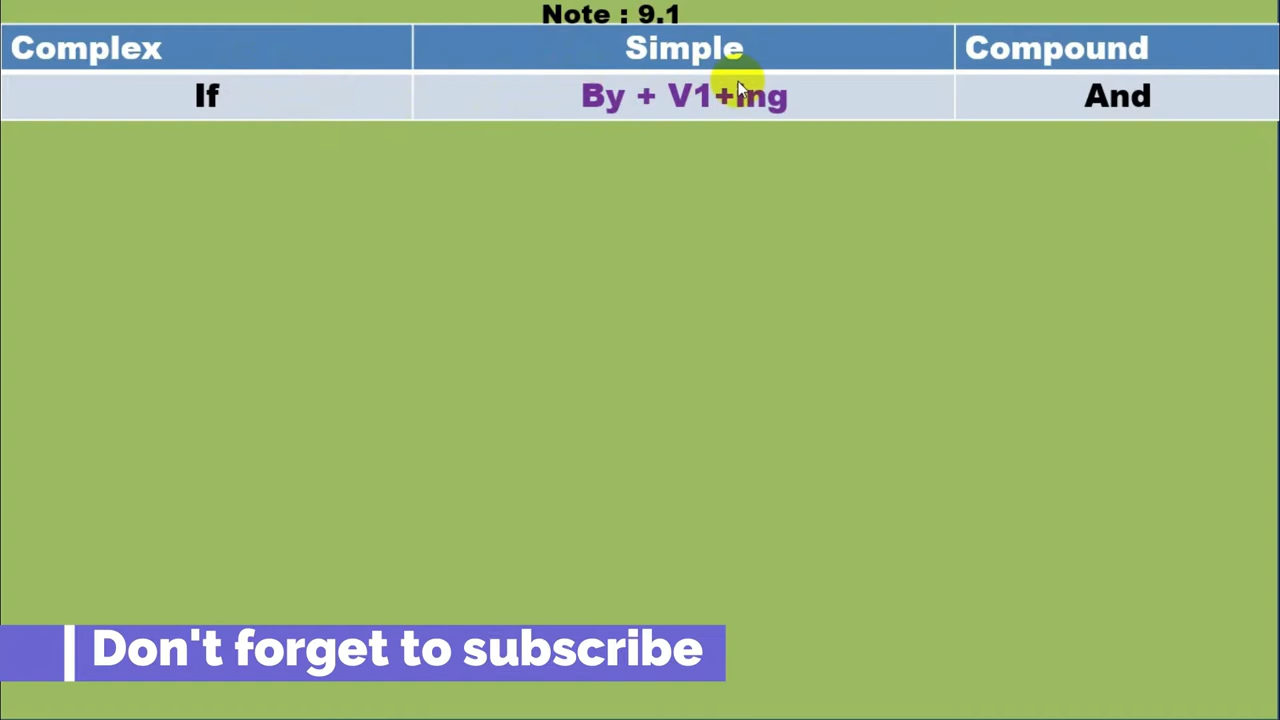 Note : 9.1
Complex Simple Compound
If By + V1+ing And
Don't forget to subscribe